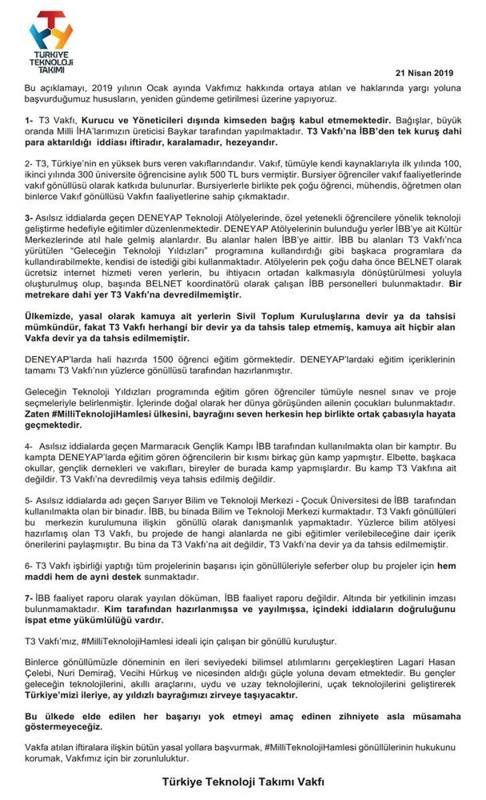 TÜRKİYE
TEKNOLOJİ
TAKIMI
21 Nisan 2019
Bu açıklamayı, 2019 yılının Ocak ayında Vakfımız hakkında ortaya atılan ve haklarında yargı yoluna
başvurduğumuz hususların, yeniden gündeme getirilmesi üzerine yapıyoruz.
1- T3 Vakfı, Kurucu ve Yöneticileri dışında kimseden bağış kabul etmemektedir. Bağışlar, büyük
oranda Milli İHA'larımızın üreticisi Baykar tarafından yapılmaktadır. T3 Vakfı'na İBB'den tek kuruş dahi
para aktarıldığı iddiası iftiradır, karalamadır, hezeyandır.
2- T3, Türkiye'nin en yüksek burs veren vakıflarındandır. Vakıf, tümüyle kendi kaynaklarıyla ilk yılında 100,
ikinci yılında 300 üniversite öğrencisine aylık 500 TL burs vermiştir. Bursiyer öğrenciler vakıf faaliyetlerinde
vakıf gönüllüsü olarak katkıda bulunurlar. Bursiyerlerle birlikte pek çoğu öğrenci, mühendis, öğretmen olan
binlerce Vakıf gönüllüsü Vakfın faaliyetlerine sahip çıkmaktadır.
3- Asılsız iddialarda geçen DENEYAP Teknoloji Atölyelerinde, özel yetenekli öğrencilere yönelik teknoloji
geliştirme hedefiyle eğitimler düzenlenmektedir. DENEYAP Atölyelerinin bulunduğu yerler İBB'ye ait Kültür
Merkezlerinde atıl hale gelmiş alanlardır. Bu alanlar halen İBB'ye aittir. İBB bu alanları T3 Vakfı'nca
yürütülen "Geleceğin Teknoloji Yıldızları" programına kullandırdığı gibi başkaca programlara da
kullandırabilmekte, kendisi de istediği gibi kullanmaktadır. Atölyelerin pek çoğu daha önce BELNET olarak
ücretsiz internet hizmeti veren yerlerin, bu ihtiyacın ortadan kalkmasıyla dönüştürülmesi yoluyla
oluşturulmuş olup, başında BELNET koordinatörü olarak çalışan İBB personelleri bulunmaktadır. Bir
metrekare dahi yer T3 Vakfı'na devredilmemiştir.
Ülkemizde, yasal olarak kamuya ait yerlerin Sivil Toplum Kuruluşlarına devir ya da tahsisi
mümkündür, fakat T3 Vakfı herhangi bir devir ya da tahsis talep etmemiş, kamuya ait hiçbir alan
Vakfa devir ya da tahsis edilmemiştir.
DENEYAP'larda hali hazırda 1500 öğrenci eğitim görmektedir. DENEYAP'lardaki eğitim içeriklerinin
tamamı T3 Vakfı'nın yüzlerce gönüllüsü tarafından hazırlanmıştır.
Geleceğin Teknoloji Yıldızları programında eğitim gören öğrenciler tümüyle nesnel sınav ve proje
seçmeleriyle belirlenmiştir. İçlerinde doğal olarak her dünya görüşünden ailenin çocukları bulunmaktadır.
Zaten #MilliTeknolojiHamlesi ülkesini, bayrağını seven herkesin hep birlikte ortak çabasıyla hayata
geçmektedir.
4- Asılsız iddialarda geçen Marmaracık Gençlik Kampı İBB tarafından kullanılmakta olan bir kamptır. Bu
kampta DENEYAP'larda eğitim gören öğrencilerin bir kısmı birkaç gün kamp yapmıştır. Elbette, başkaca
okullar, gençlik dernekleri ve vakıfları, bireyler de burada kamp yapmışlardır. Bu kamp T3 Vakfına ait
değildir. T3 Vakfı'na devredilmiş veya tahsis edilmiş değildir.
5- Asılsız iddialarda adı geçen Sarıyer Bilim ve Teknoloji Merkezi - Çocuk Üniversitesi de İBB tarafından
kullanılmakta olan bir binadır. İBB, bu binada Bilim ve Teknoloji Merkezi kurmaktadır. T3 Vakfı gönüllüleri
bu merkezin kurulumuna ilişkin gönüllü olarak danışmanlık yapmaktadır. Yüzlerce bilim atölyesi
hazırlamış olan T3 Vakfı, bu projede de hangi alanlarda ne gibi eğitimler verilebileceğine dair içerik
önerilerini paylaşmıştır. Bu bina da T3 Vakfı'na ait değildir, T3 Vakfı'na devir ya da tahsis edilmemiştir.
6- T3 Vakfı işbirliği yaptığı tüm projelerinin başarısı için gönüllüleriyle seferber olup bu projeler için hem
maddi hem de ayni destek sunmaktadır.
7- İBB faaliyet raporu olarak yayılan döküman, İBB faaliyet raporu değildir. Altında bir yetkilinin imzası
bulunmamaktadır. Kim tarafından hazırlanmışsa ve yayılmışsa, içindeki iddiaların doğruluğunu
ispat etme yükümlülüğü vardır.
T3 Vakfı'mız, #MilliTeknolojiHamlesi ideali için çalışan bir gönüllü kuruluştur.
Binlerce gönüllümüzle döneminin en ileri seviyedeki bilimsel atılımlarını gerçekleştiren Lagari Hasan
Çelebi, Nuri Demirağ, Vecihi Hürkuş ve nicesinden aldığı güçle yoluna devam etmektedir. Bu gençler
geleceğin teknolojilerini, akıllı araçlarını, uydu ve uzay teknolojilerini, uçak teknolojilerini geliştirerek
Türkiye'mizi ileriye, ay yıldızlı bayrağımızı zirveye taşıyacaktır.
Bu ülkede elde edilen her başarıyı yok etmeyi amaç edinen zihniyete asla müsamaha
göstermeyeceğiz.
Vakfa atılan iftiralara ilişkin bütün yasal yollara başvurmak, #MilliTeknolojiHamlesi gönüllülerinin hukukunu
korumak, Vakfımız için bir zorunluluktur.
Türkiye Teknoloji Takımı Vakfı